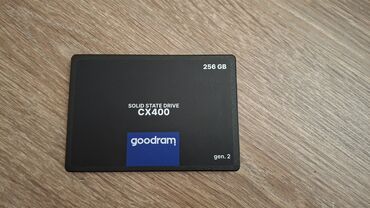 256 GB
SOLID STATE DRIVE
CX400
goodram
gen. 2